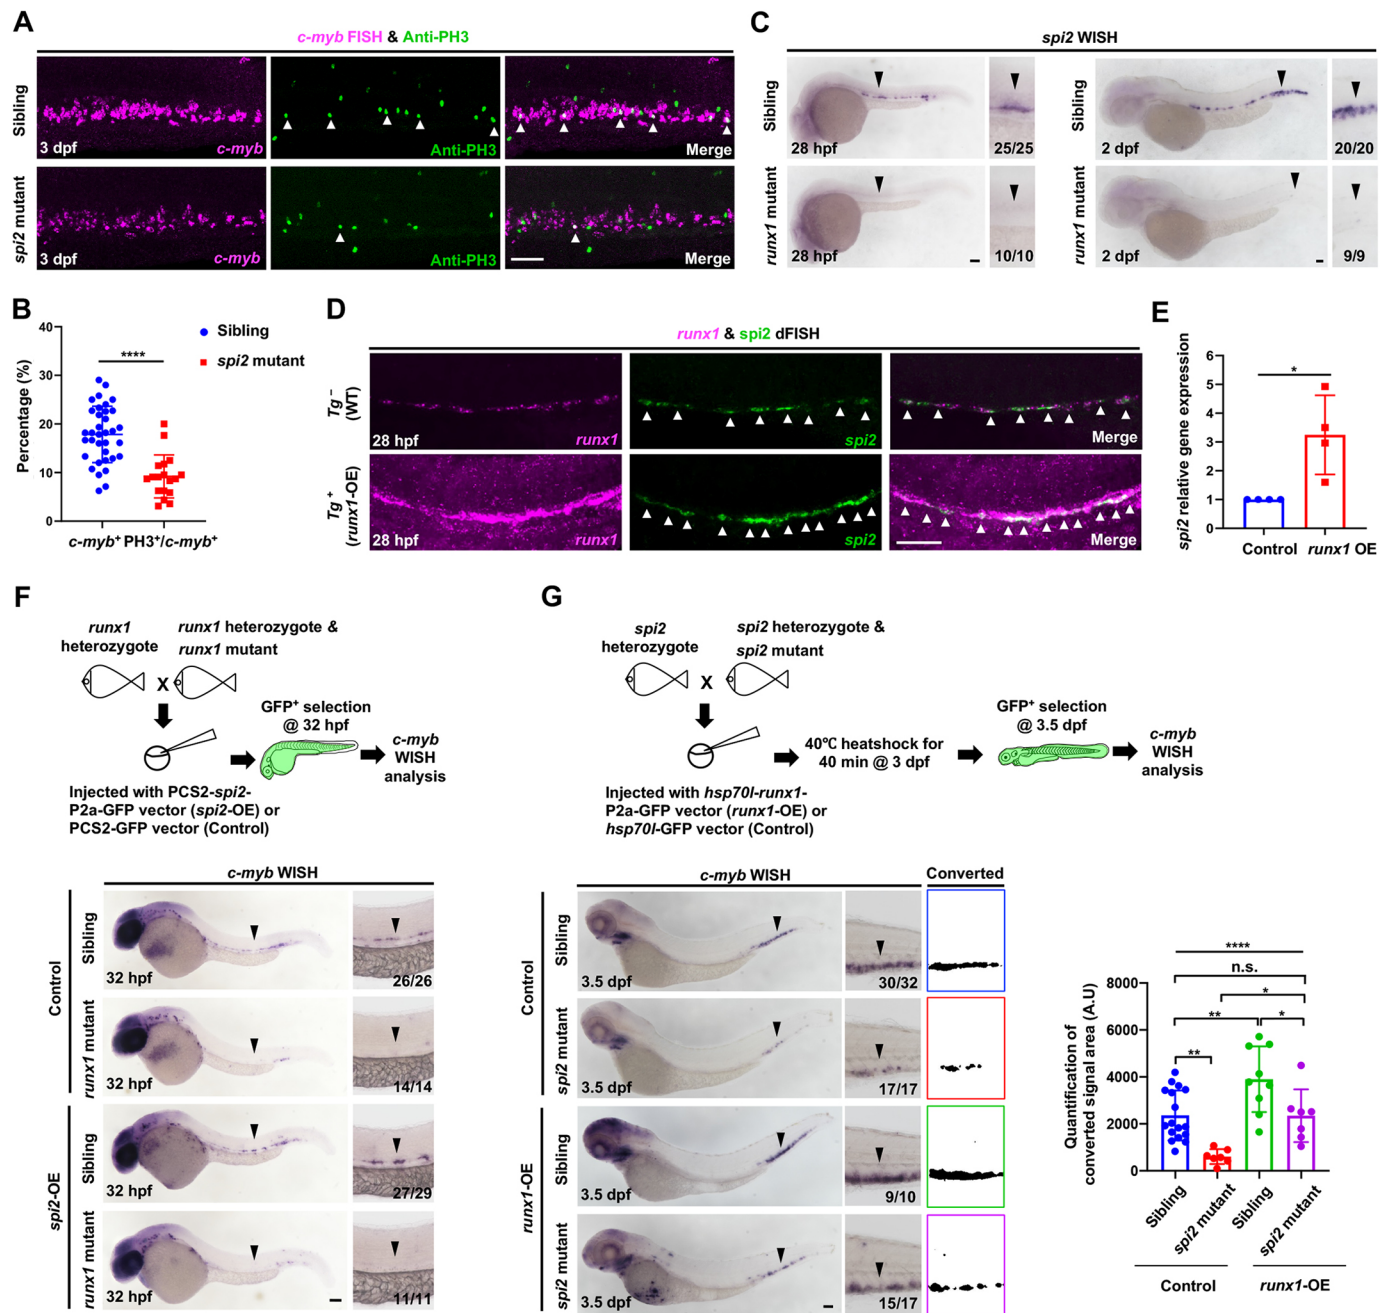 A
c-myb FISH & Anti-PH3
Sibling
3 dpf
c-myb
Anti-PH3
Merge
spi2 mutant
3 dpf
c-myb
Anti-PH3
Merge
B
Sibling
spi2 mutant
****
Percentage (%)
40
30
20
10
0
c-myb⁺ PH3⁺/c-myb⁺
C
spi2 WISH
Sibling
28 hpf
25/25
Sibling
2 dpf
20/20
runx1 mutant
28 hpf
10/10
runx1 mutant
2 dpf
9/9
D
runx1 & spi2 dFISH
Tg⁻
(WT)
28 hpf
runx1
spi2
Merge
Tg⁺
(runx1-OE)
28 hpf
runx1
spi2
Merge
E
spi2 relative gene expression
6
5
4
3
2
1
0
*
Control
runx1 OE
F
runx1
heterozygote
runx1 heterozygote &
runx1 mutant
X
GFP⁺ selection
@ 32 hpf
c-myb
WISH
analysis
Injected with PCS2-spi2-
P2a-GFP vector (spi2-OE) or
PCS2-GFP vector (Control)
c-myb WISH
Control
Sibling
32 hpf
26/26
runx1 mutant
32 hpf
14/14
spi2-OE
Sibling
32 hpf
27/29
runx1 mutant
32 hpf
11/11
G
spi2
heterozygote
spi2 heterozygote &
spi2 mutant
X
40℃ heatshock for
40 min @ 3 dpf
GFP⁺ selection
@ 3.5 dpf
c-myb
WISH
analysis
Injected with hsp70l-runx1-
P2a-GFP vector (runx1-OE) or
hsp70l-GFP vector (Control)
c-myb WISH
Converted
Control
Sibling
3.5 dpf
30/32
spi2 mutant
3.5 dpf
17/17
runx1-OE
Sibling
3.5 dpf
9/10
spi2 mutant
3.5 dpf
15/17
Quantification of
converted signal area (A.U)
8000
6000
4000
2000
0
****
n.s.
*
**
*
**
Sibling
spi2 mutant
Sibling
spi2 mutant
Control
runx1-OE